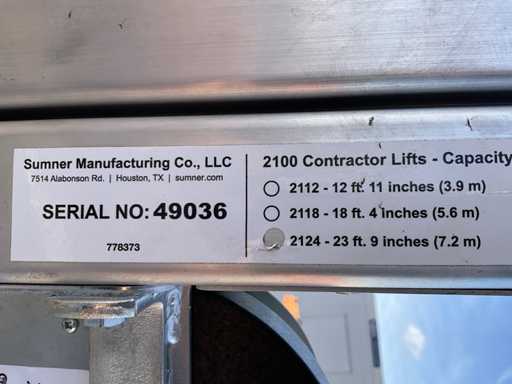 Sumner Manufacturing Co., LLC
7514 Alabonson Rd. | Houston, TX | sumner.com
SERIAL NO: 49036
778373
2100 Contractor Lifts - Capacity
2112 - 12 ft. 11 inches (3.9 m)
2118 - 18 ft. 4 inches (5.6 m)
2124 - 23 ft. 9 inches (7.2 m)